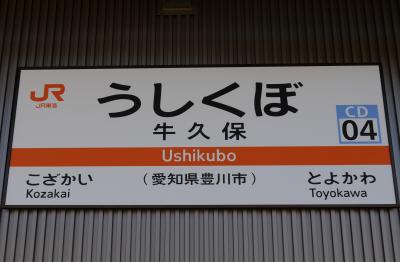 JR
JR東海
うしくぼ
牛久保
CD
04
Ushikubo
こざかい
（愛知県豊川市）
とよかわ
Kozakai
Toyokawa